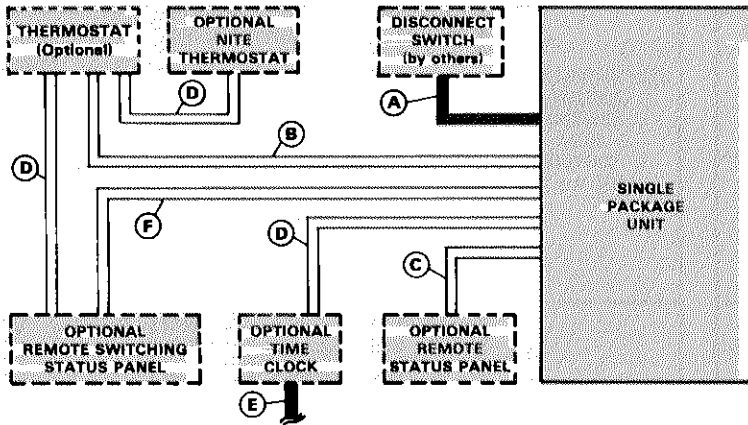 THERMOSTAT
(Optional)
OPTIONAL
NITE
THERMOSTAT
DISCONNECT
SWITCH
(by others)
A
D
B
D
F
D
C
SINGLE
PACKAGE
UNIT
OPTIONAL
REMOTE SWITCHING
STATUS PANEL
OPTIONAL
TIME
CLOCK
OPTIONAL
REMOTE
STATUS PANEL
E